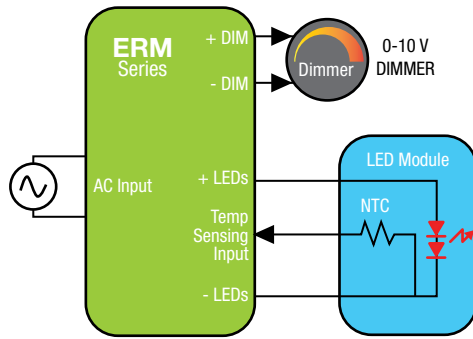 ERM
Series
+ DIM
- DIM
Dimmer
0-10 V
DIMMER
AC Input
+ LEDs
Temp
Sensing
Input
- LEDs
LED Module
NTC